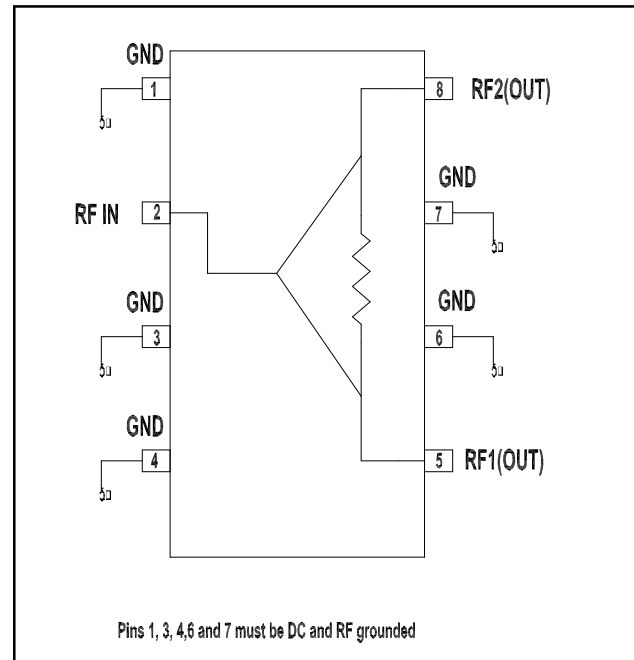 GND
1
8
RF2(OUT)
RF IN
2
GND
7
GND
3
GND
6
GND
4
5
RF1(OUT)
Pins 1, 3, 4,6 and 7 must be DC and RF grounded